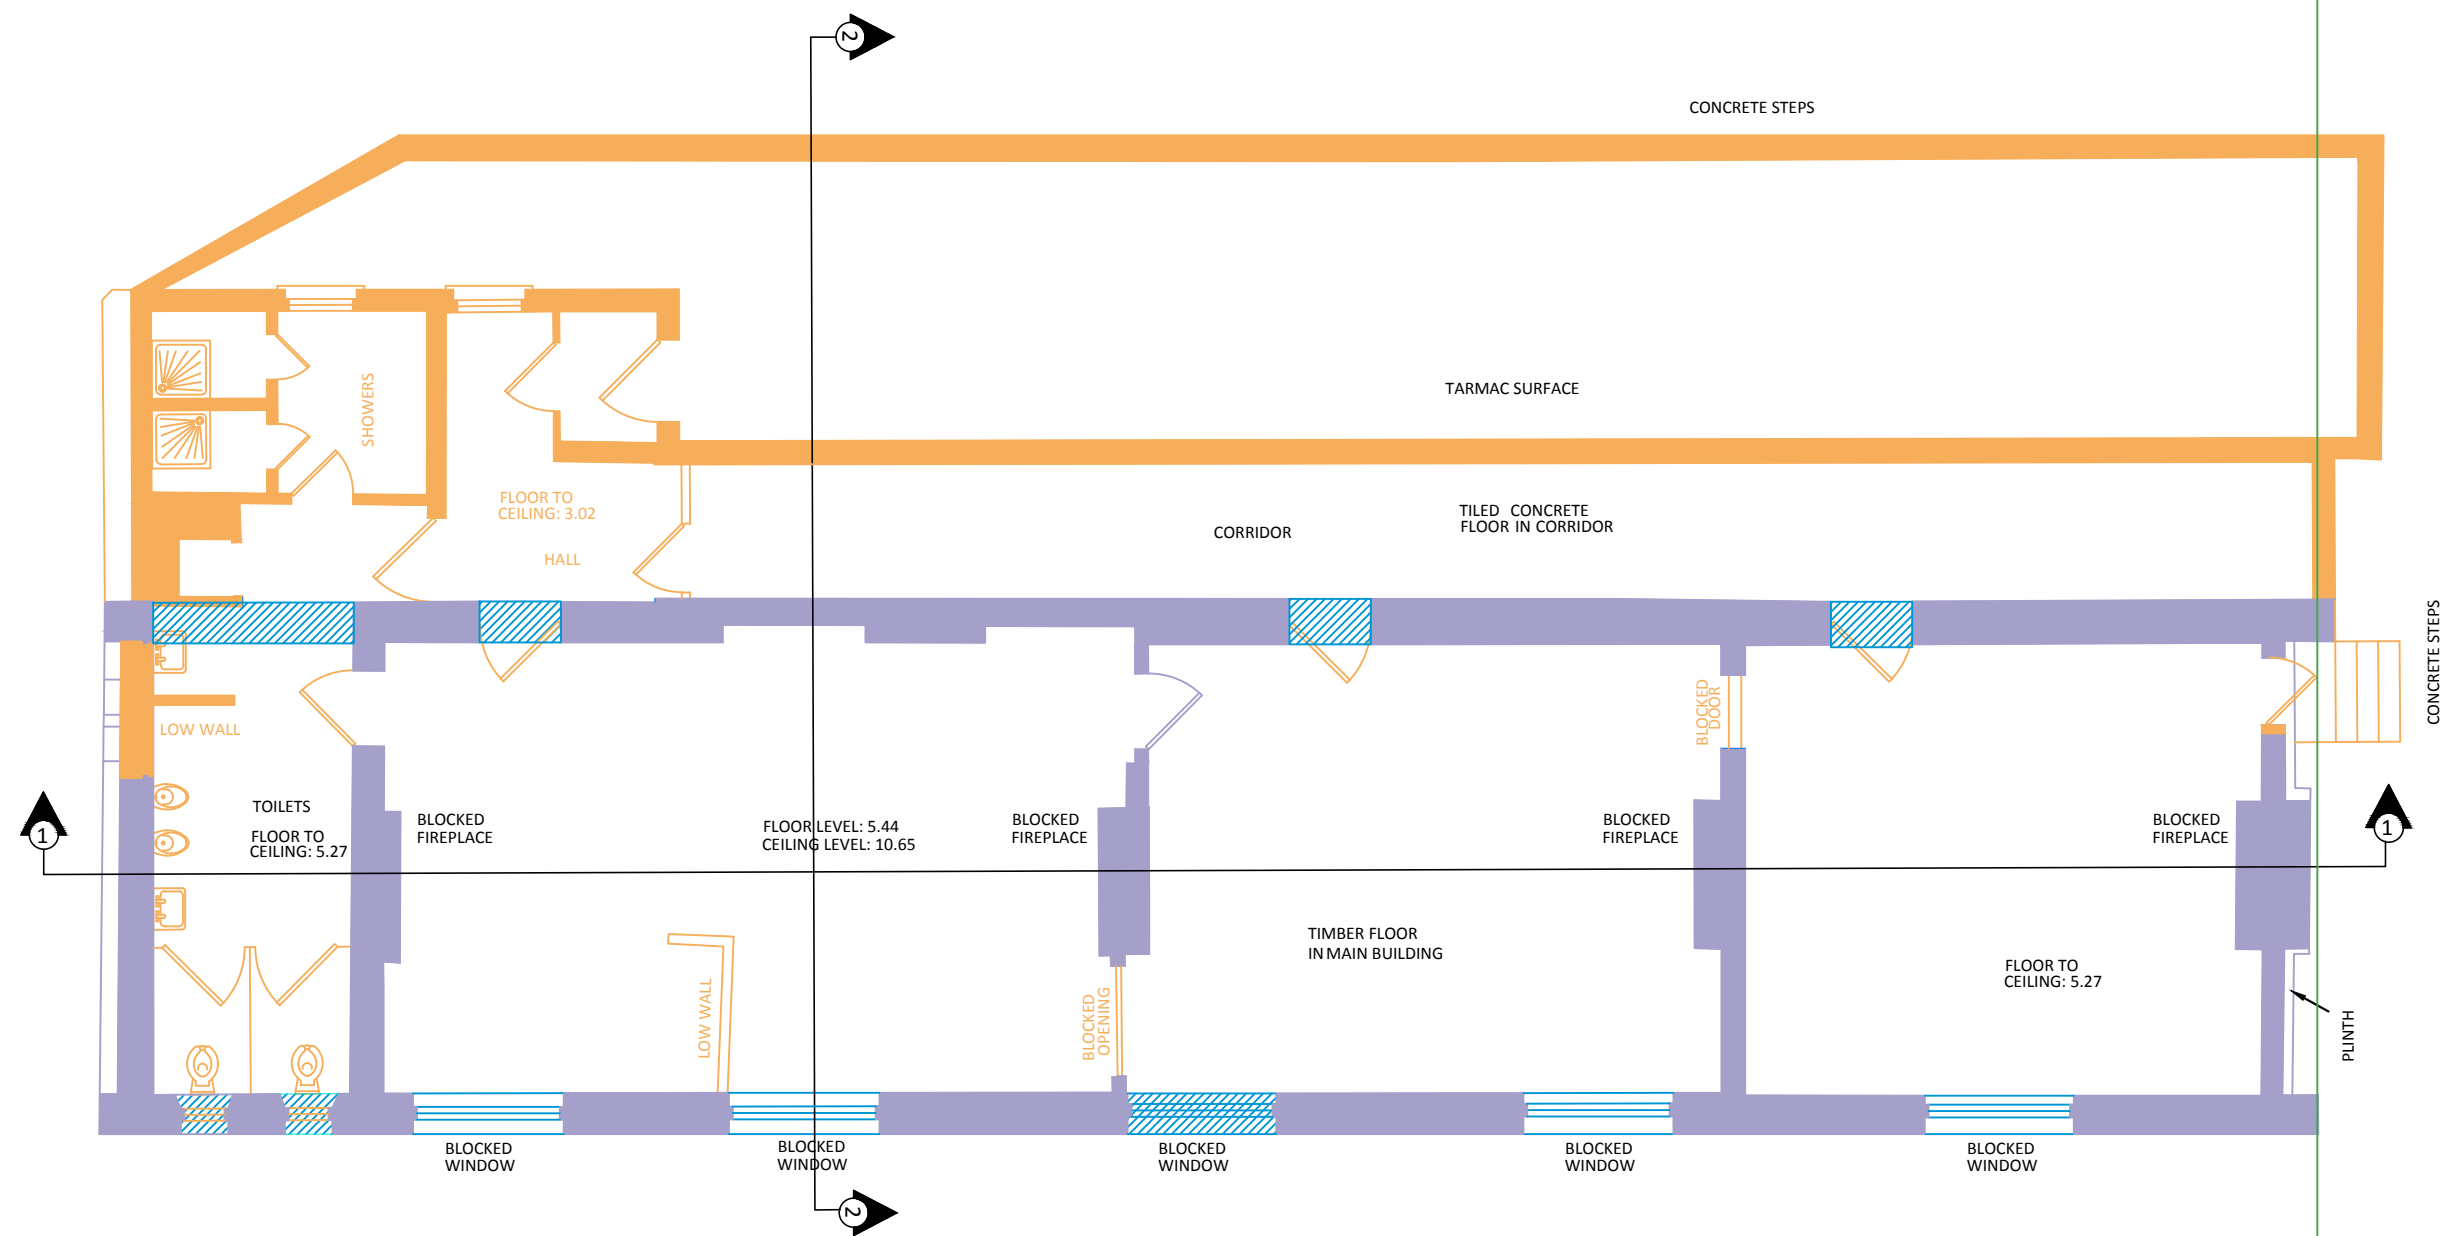 2
CONCRETE STEPS
SHOWERS
TARMAC SURFACE
FLOOR TO
CEILING: 3.02
HALL
CORRIDOR
TILED CONCRETE
FLOOR IN CORRIDOR
CONCRETE STEPS
LOW WALL
BLOCKED
DOOR
TOILETS
FLOOR TO
CEILING: 5.27
1
BLOCKED
FIREPLACE
FLOOR LEVEL: 5.44
CEILING LEVEL: 10.65
BLOCKED
FIREPLACE
BLOCKED
FIREPLACE
BLOCKED
FIREPLACE
1
TIMBER FLOOR
IN MAIN BUILDING
FLOOR TO
CEILING: 5.27
LOW WALL
BLOCKED
OPENING
PLINTH
BLOCKED
WINDOW
BLOCKED
WINDOW
BLOCKED
WINDOW
BLOCKED
WINDOW
BLOCKED
WINDOW
2